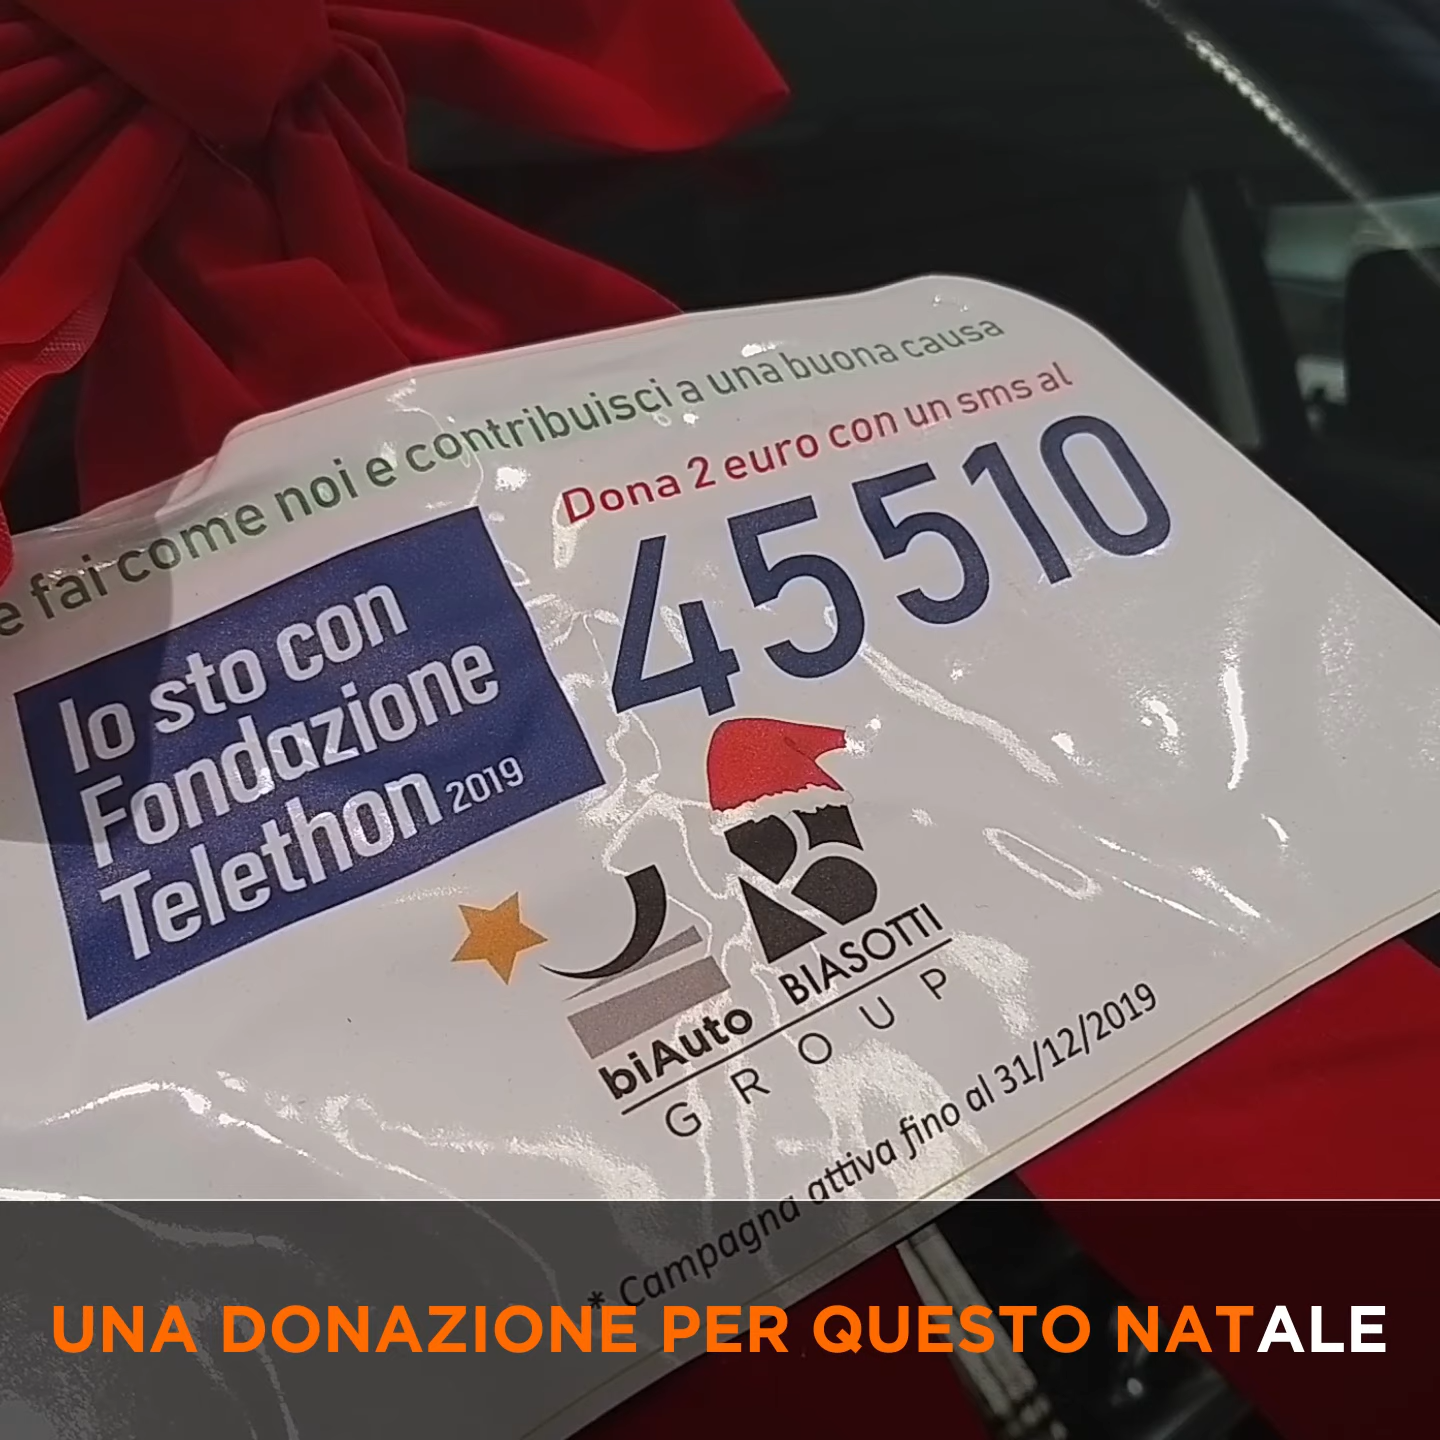 e fai come noi e contribuisci a una buona causa
Dona 2 euro con un sms al
45510
Io sto con
Fondazione
Telethon 2019
biAuto BIASOTTI
GROUP
* Campagna attiva fino al 31/12/2019
UNA DONAZIONE PER QUESTO NATALE